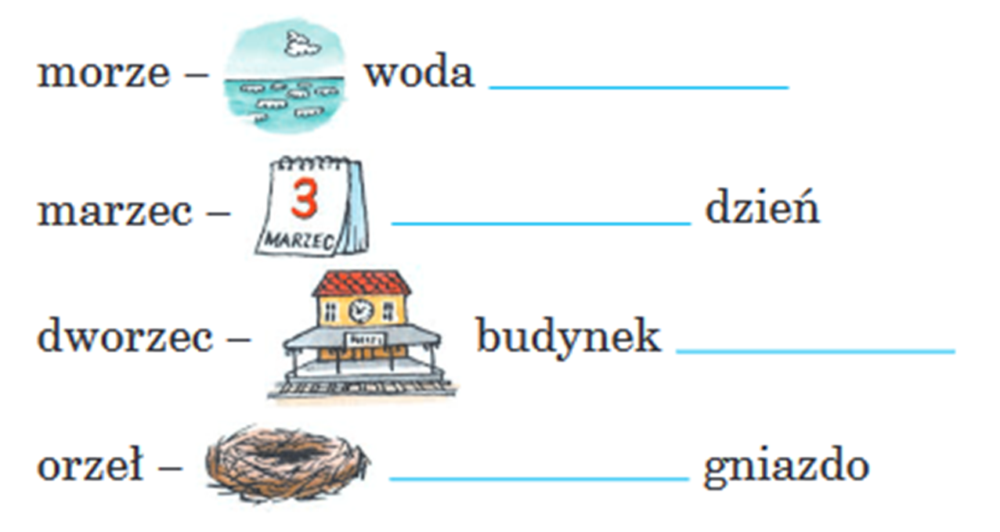 morze – woda
3
MARZEC
marzec – dzień
dworzec – budynek
orzeł – gniazdo